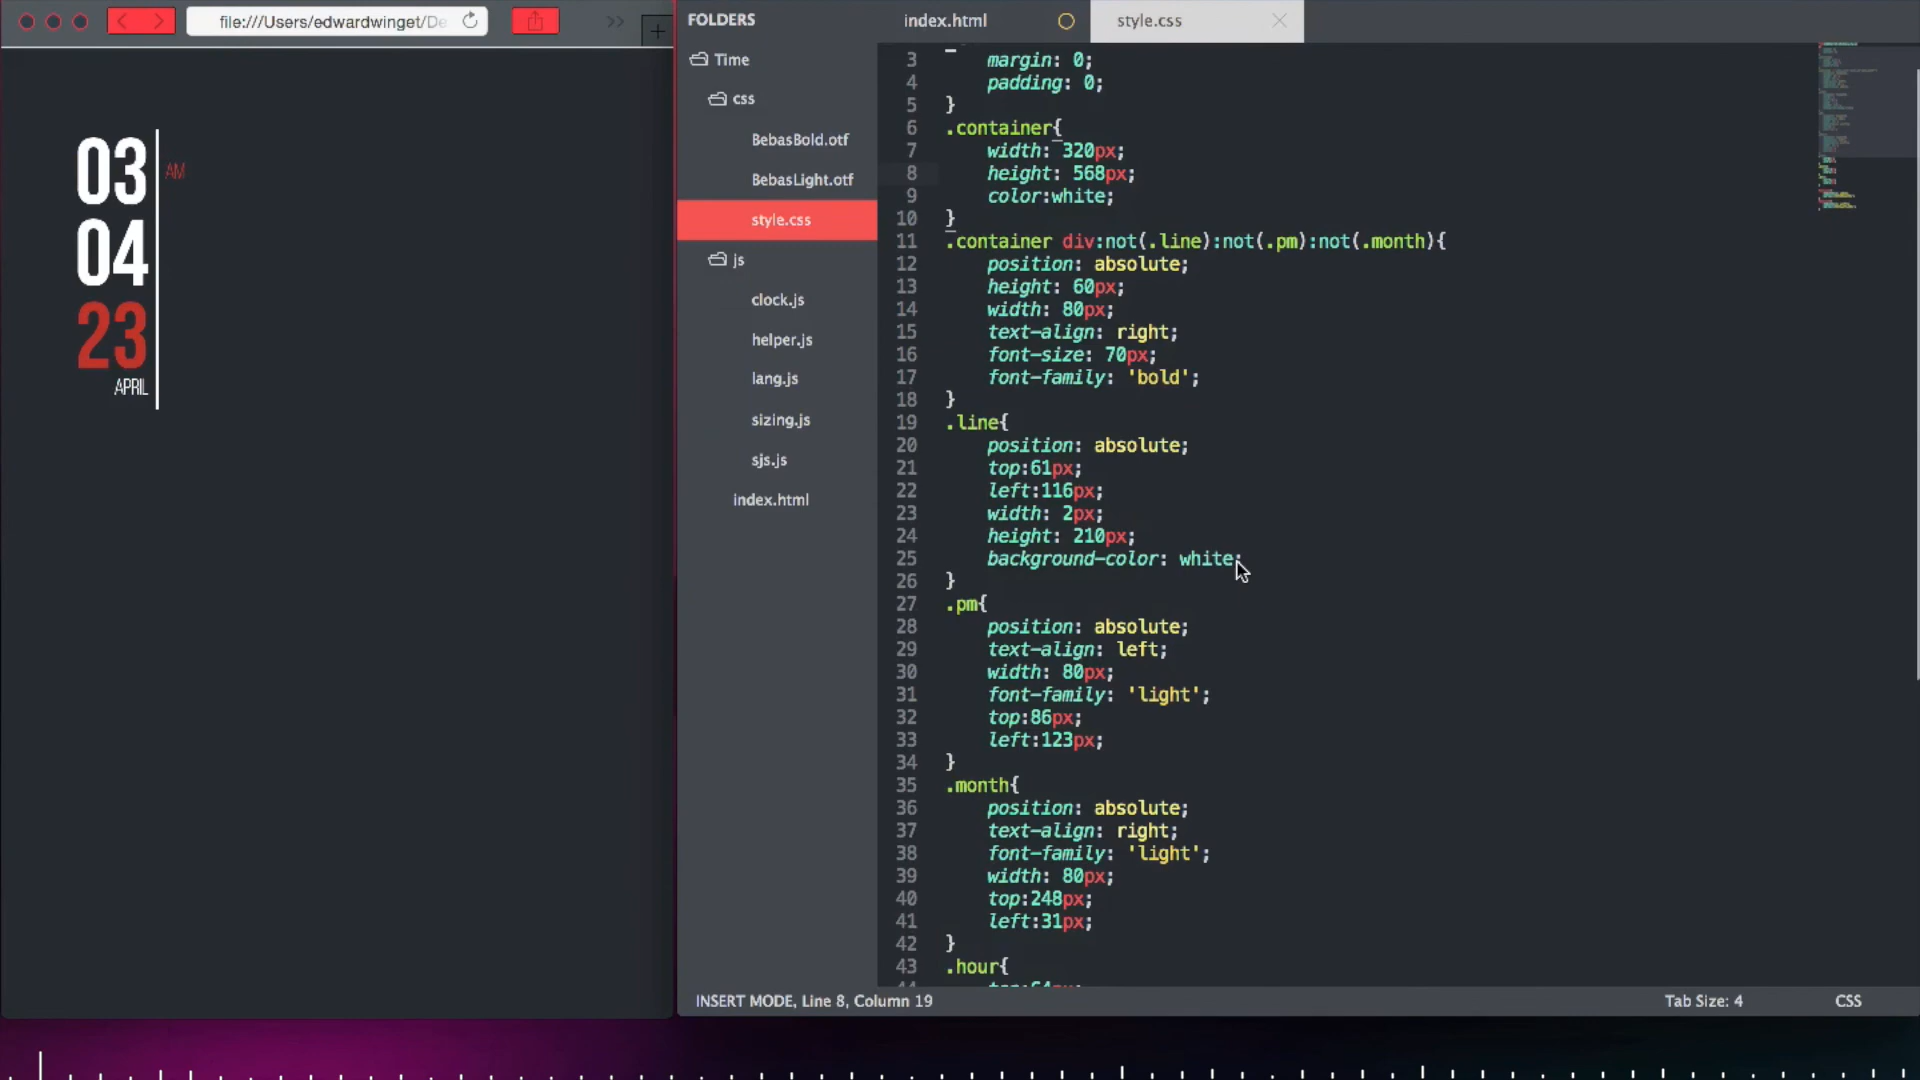 file:///Users/edwardwinget/De
03
AM
04
23
APRIL
FOLDERS
Time
css
BebasBold.otf
BebasLight.otf
style.css
js
clock.js
helper.js
lang.js
sizing.js
sjs.js
index.html
index.html
style.css
3 margin: 0;
4 padding: 0;
5 }
6 .container{
7 width: 320px;
8 height: 568px;
9 color:white;
10 }
11 .container div:not(.line):not(.pm):not(.month){
12 position: absolute;
13 height: 60px;
14 width: 80px;
15 text-align: right;
16 font-size: 70px;
17 font-family: 'bold';
18 }
19 .line{
20 position: absolute;
21 top:61px;
22 left:116px;
23 width: 2px;
24 height: 210px;
25 background-color: white;
26 }
27 .pm{
28 position: absolute;
29 text-align: left;
30 width: 80px;
31 font-family: 'light';
32 top:86px;
33 left:123px;
34 }
35 .month{
36 position: absolute;
37 text-align: right;
38 font-family: 'light';
39 width: 80px;
40 top:248px;
41 left:31px;
42 }
43 .hour{
INSERT MODE, Line 8, Column 19
Tab Size: 4
CSS